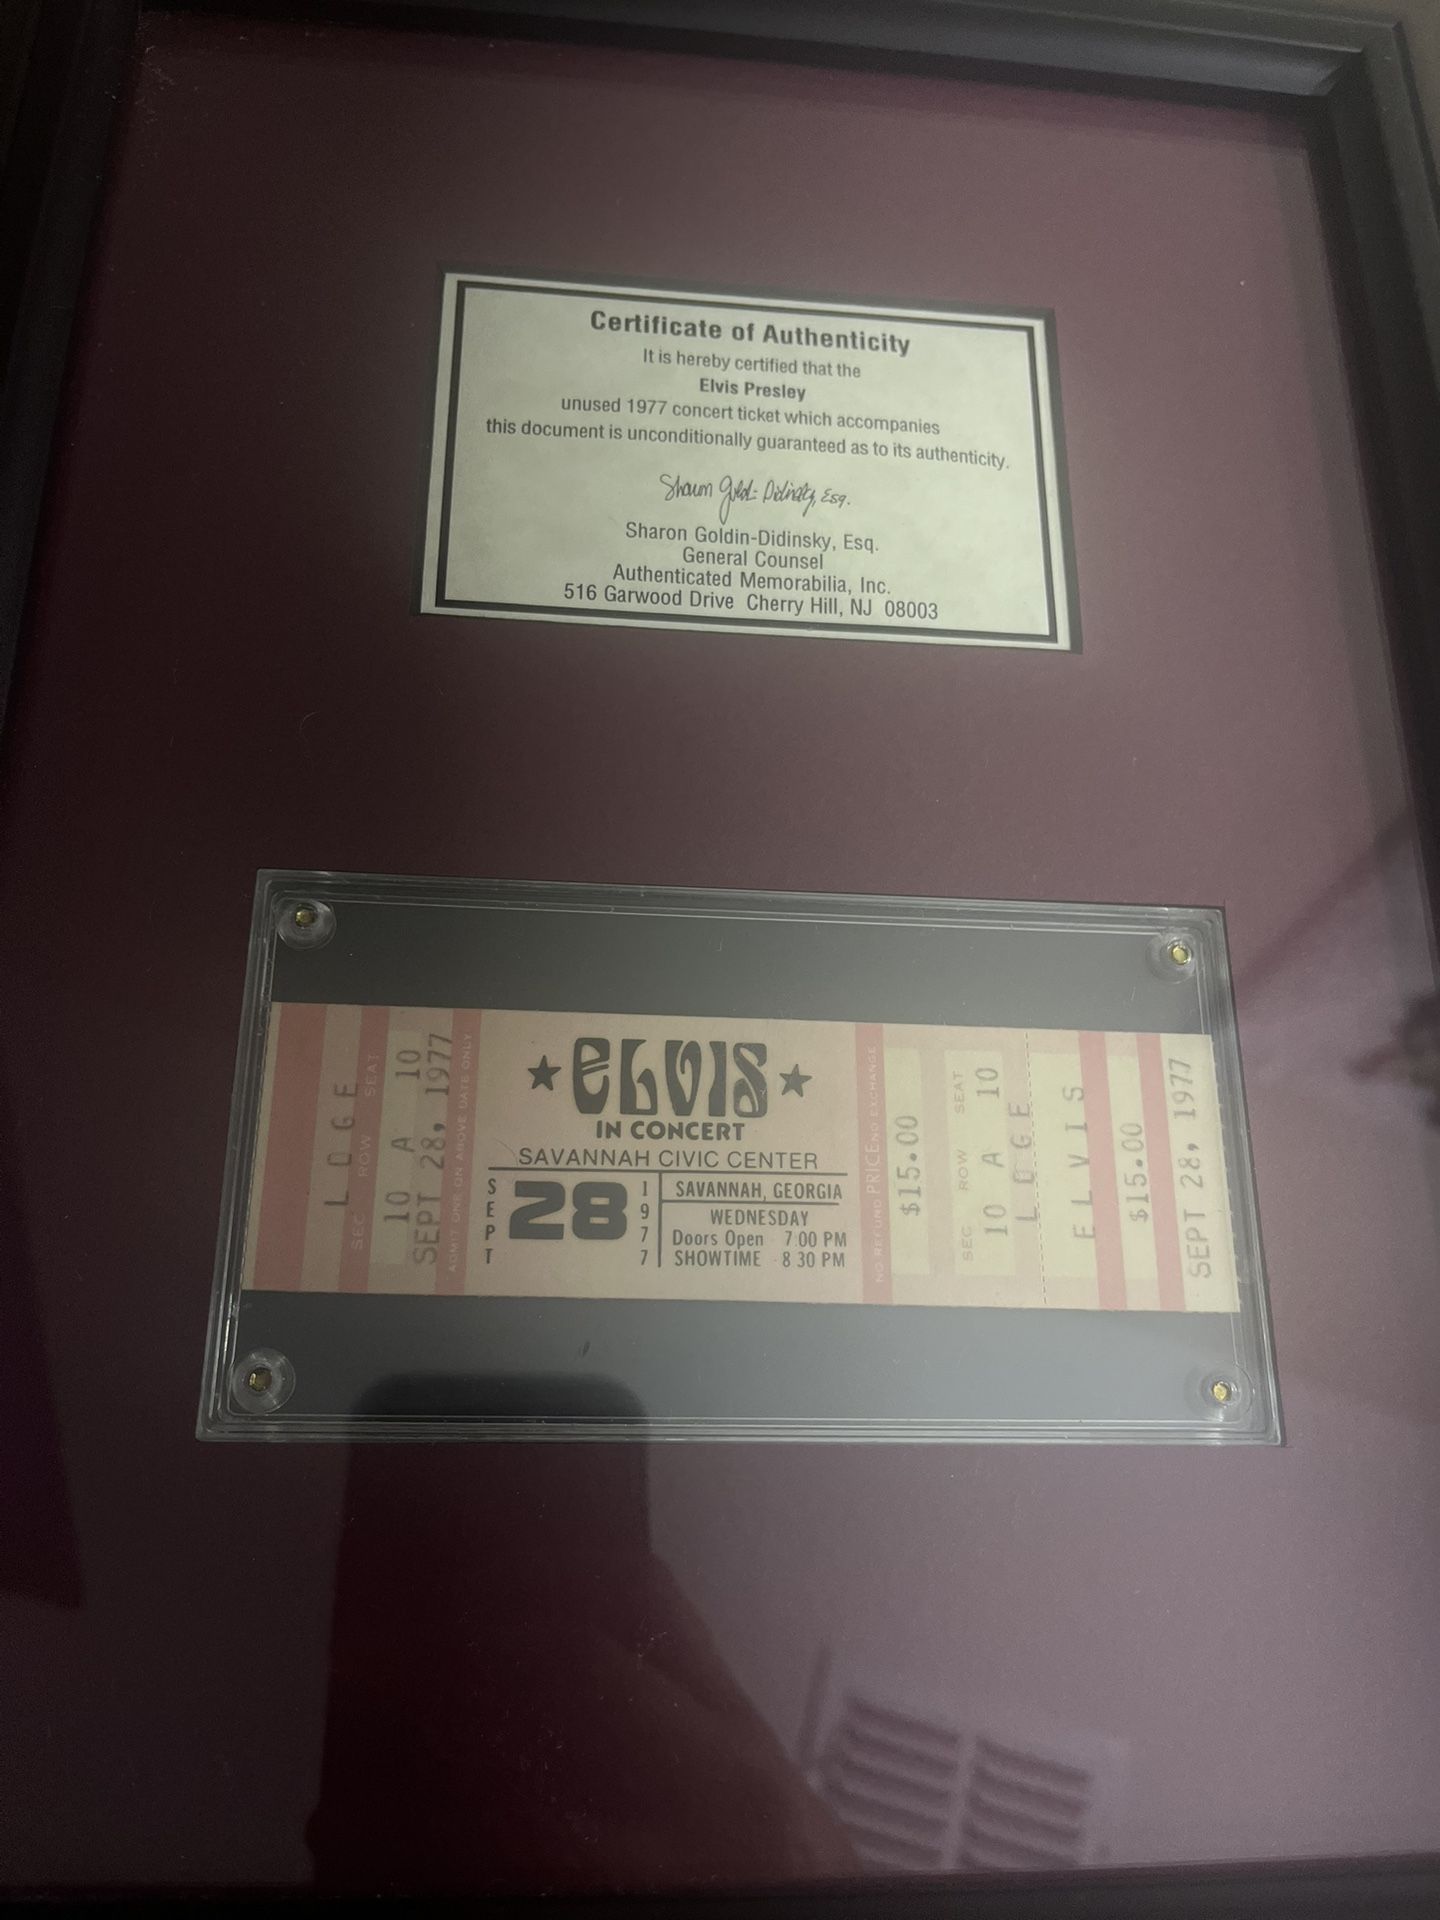 Certificate of Authenticity
It is hereby certified that the
Elvis Presley
unused 1977 concert ticket which accompanies
this document is unconditionally guaranteed as to its authenticity.
Sharon Goldin-Didinsky, Esq.
Sharon Goldin-Didinsky, Esq.
General Counsel
Authenticated Memorabilia, Inc.
516 Garwood Drive Cherry Hill, NJ 08003
LOGE
SEC ROW SEAT
10 A 10
SEPT 28, 1977
ADMIT ONE ON ABOVE DATE ONLY
★ ELVIS ★
IN CONCERT
SAVANNAH CIVIC CENTER
SEPT
28
1977
SAVANNAH, GEORGIA
WEDNESDAY
Doors Open 7:00 PM
SHOWTIME 8:30 PM
NO REFUND PRICE NO EXCHANGE
$15.00
SEC ROW SEAT
10 A 10
LOGE
ELVIS
$15.00
SEPT 28, 1977